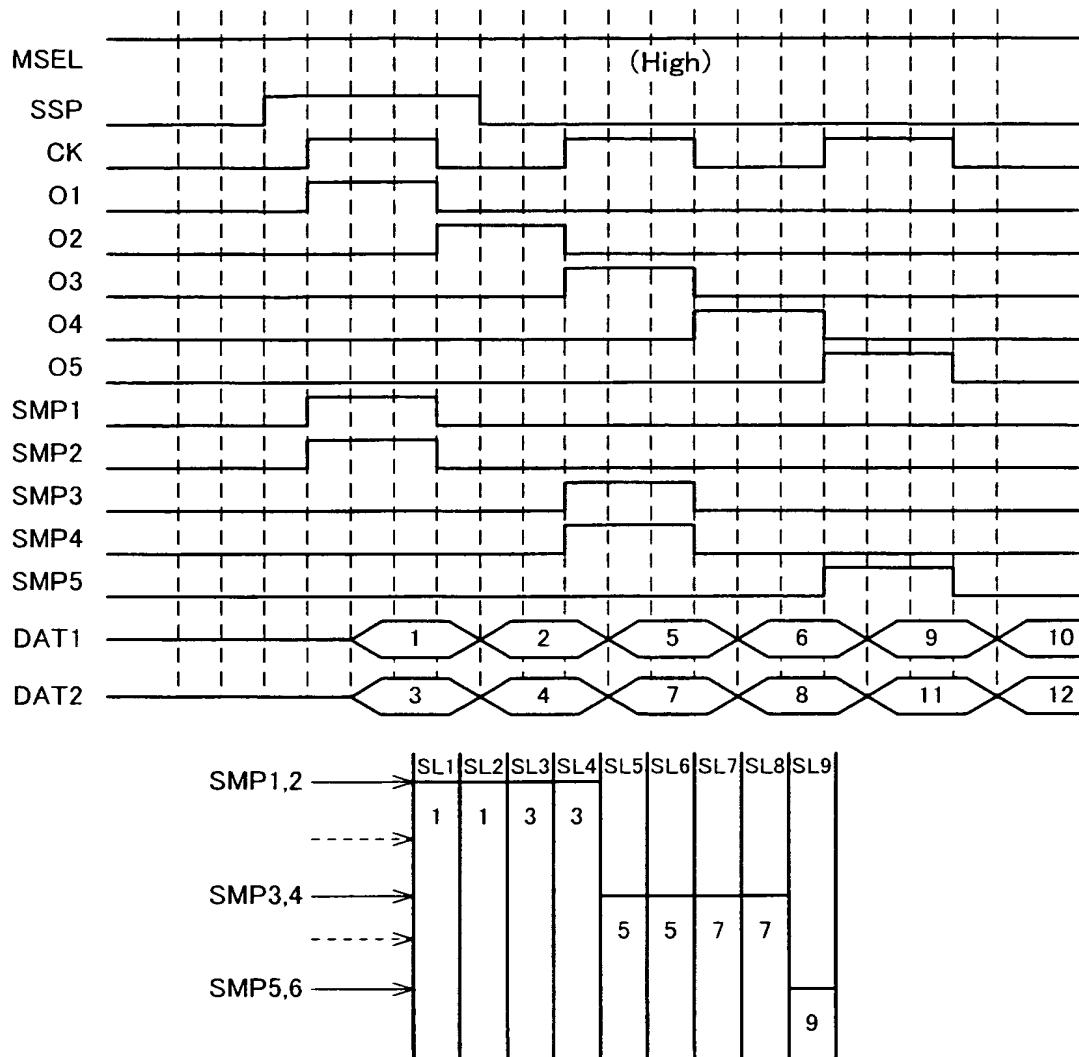 MSEL (High)
SSP
CK
O1
O2
O3
O4
O5
SMP1
SMP2
SMP3
SMP4
SMP5
DAT1 1 2 5 6 9 10
DAT2 3 4 7 8 11 12
SL1 SL2 SL3 SL4 SL5 SL6 SL7 SL8 SL9
SMP1,2
1 1 3 3
SMP3,4
5 5 7 7
SMP5,6
9